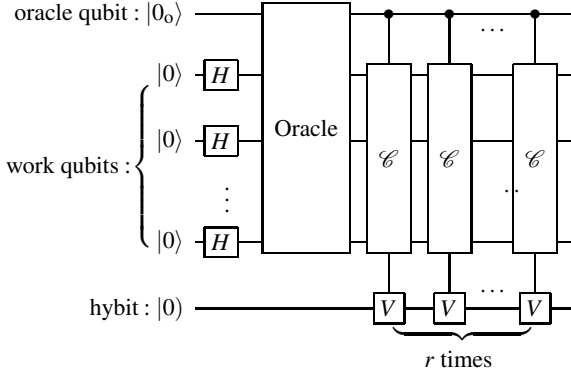 oracle qubit : |0ₒ⟩
...
|0⟩ H
|0⟩ H
Oracle
work qubits :
𝒞 𝒞 𝒞
⋮ ..
|0⟩ H
...
hybit : |0) V V V
r times